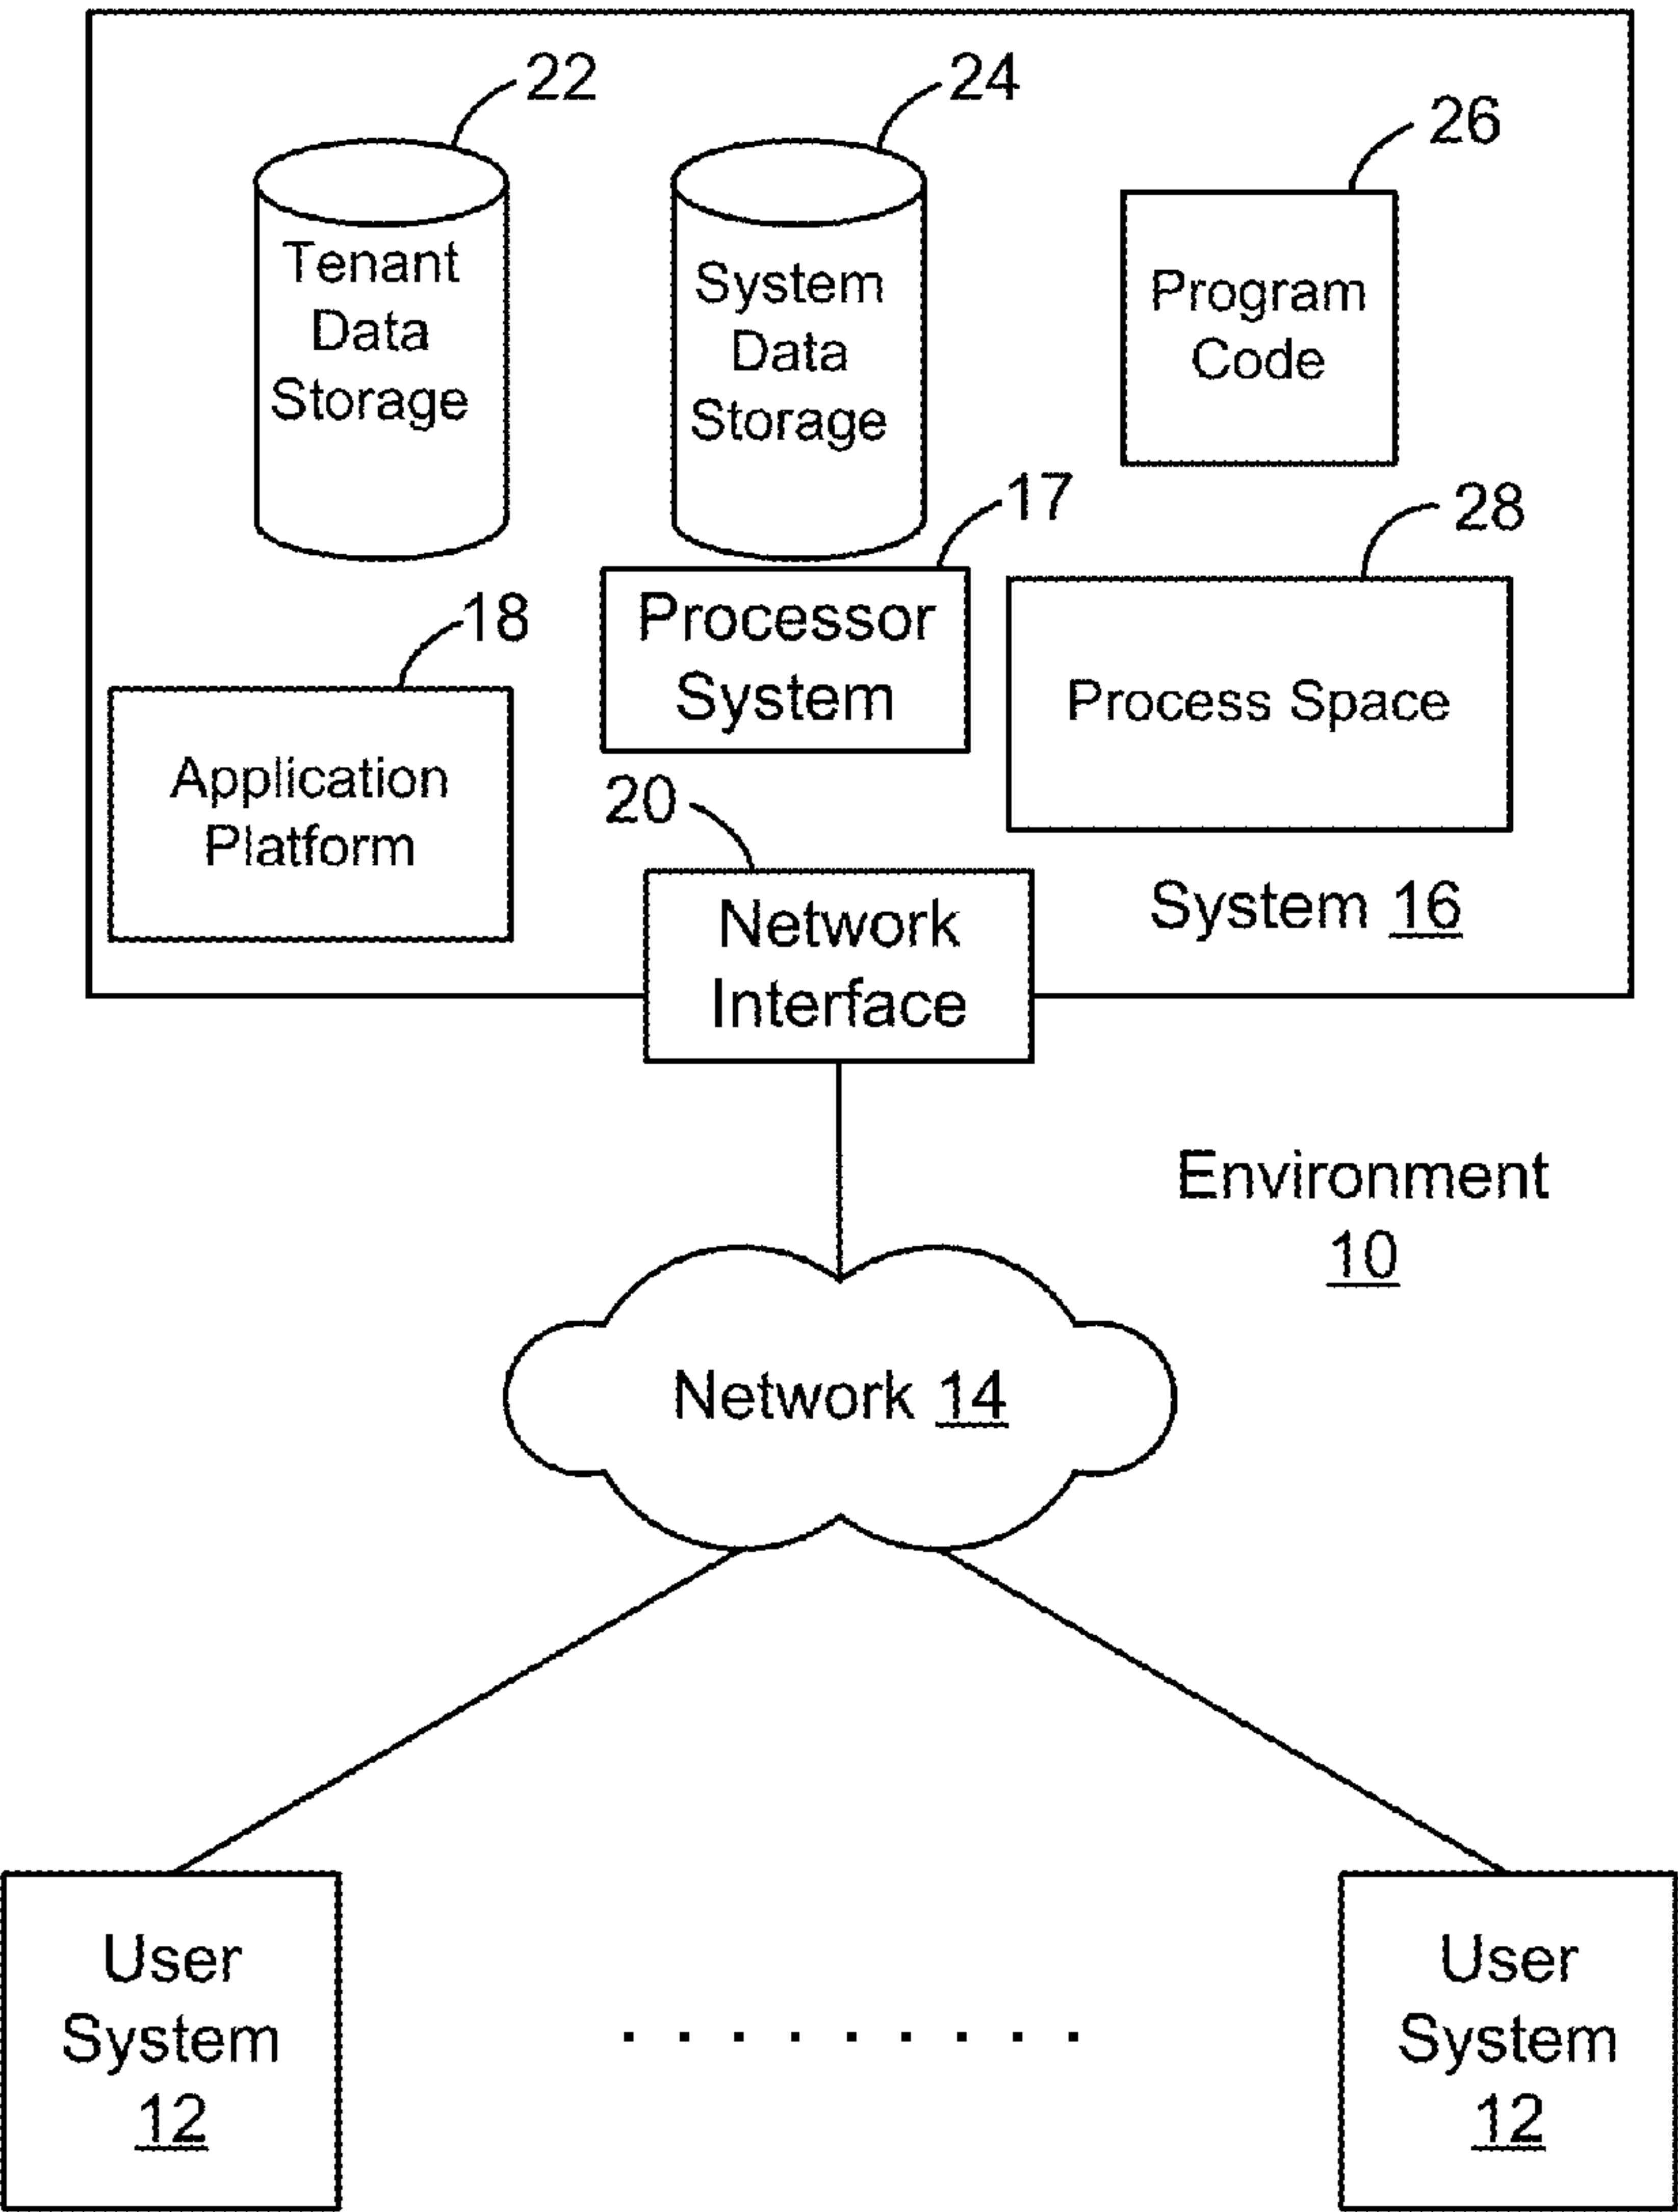 22
24
26
Tenant
Data
Storage
System
Data
Storage
Program
Code
17
28
18
Processor
System
Process Space
Application
Platform
20
Network
Interface
System 16
Environment
10
Network 14
User
System
12
. . . . . . . . .
User
System
12